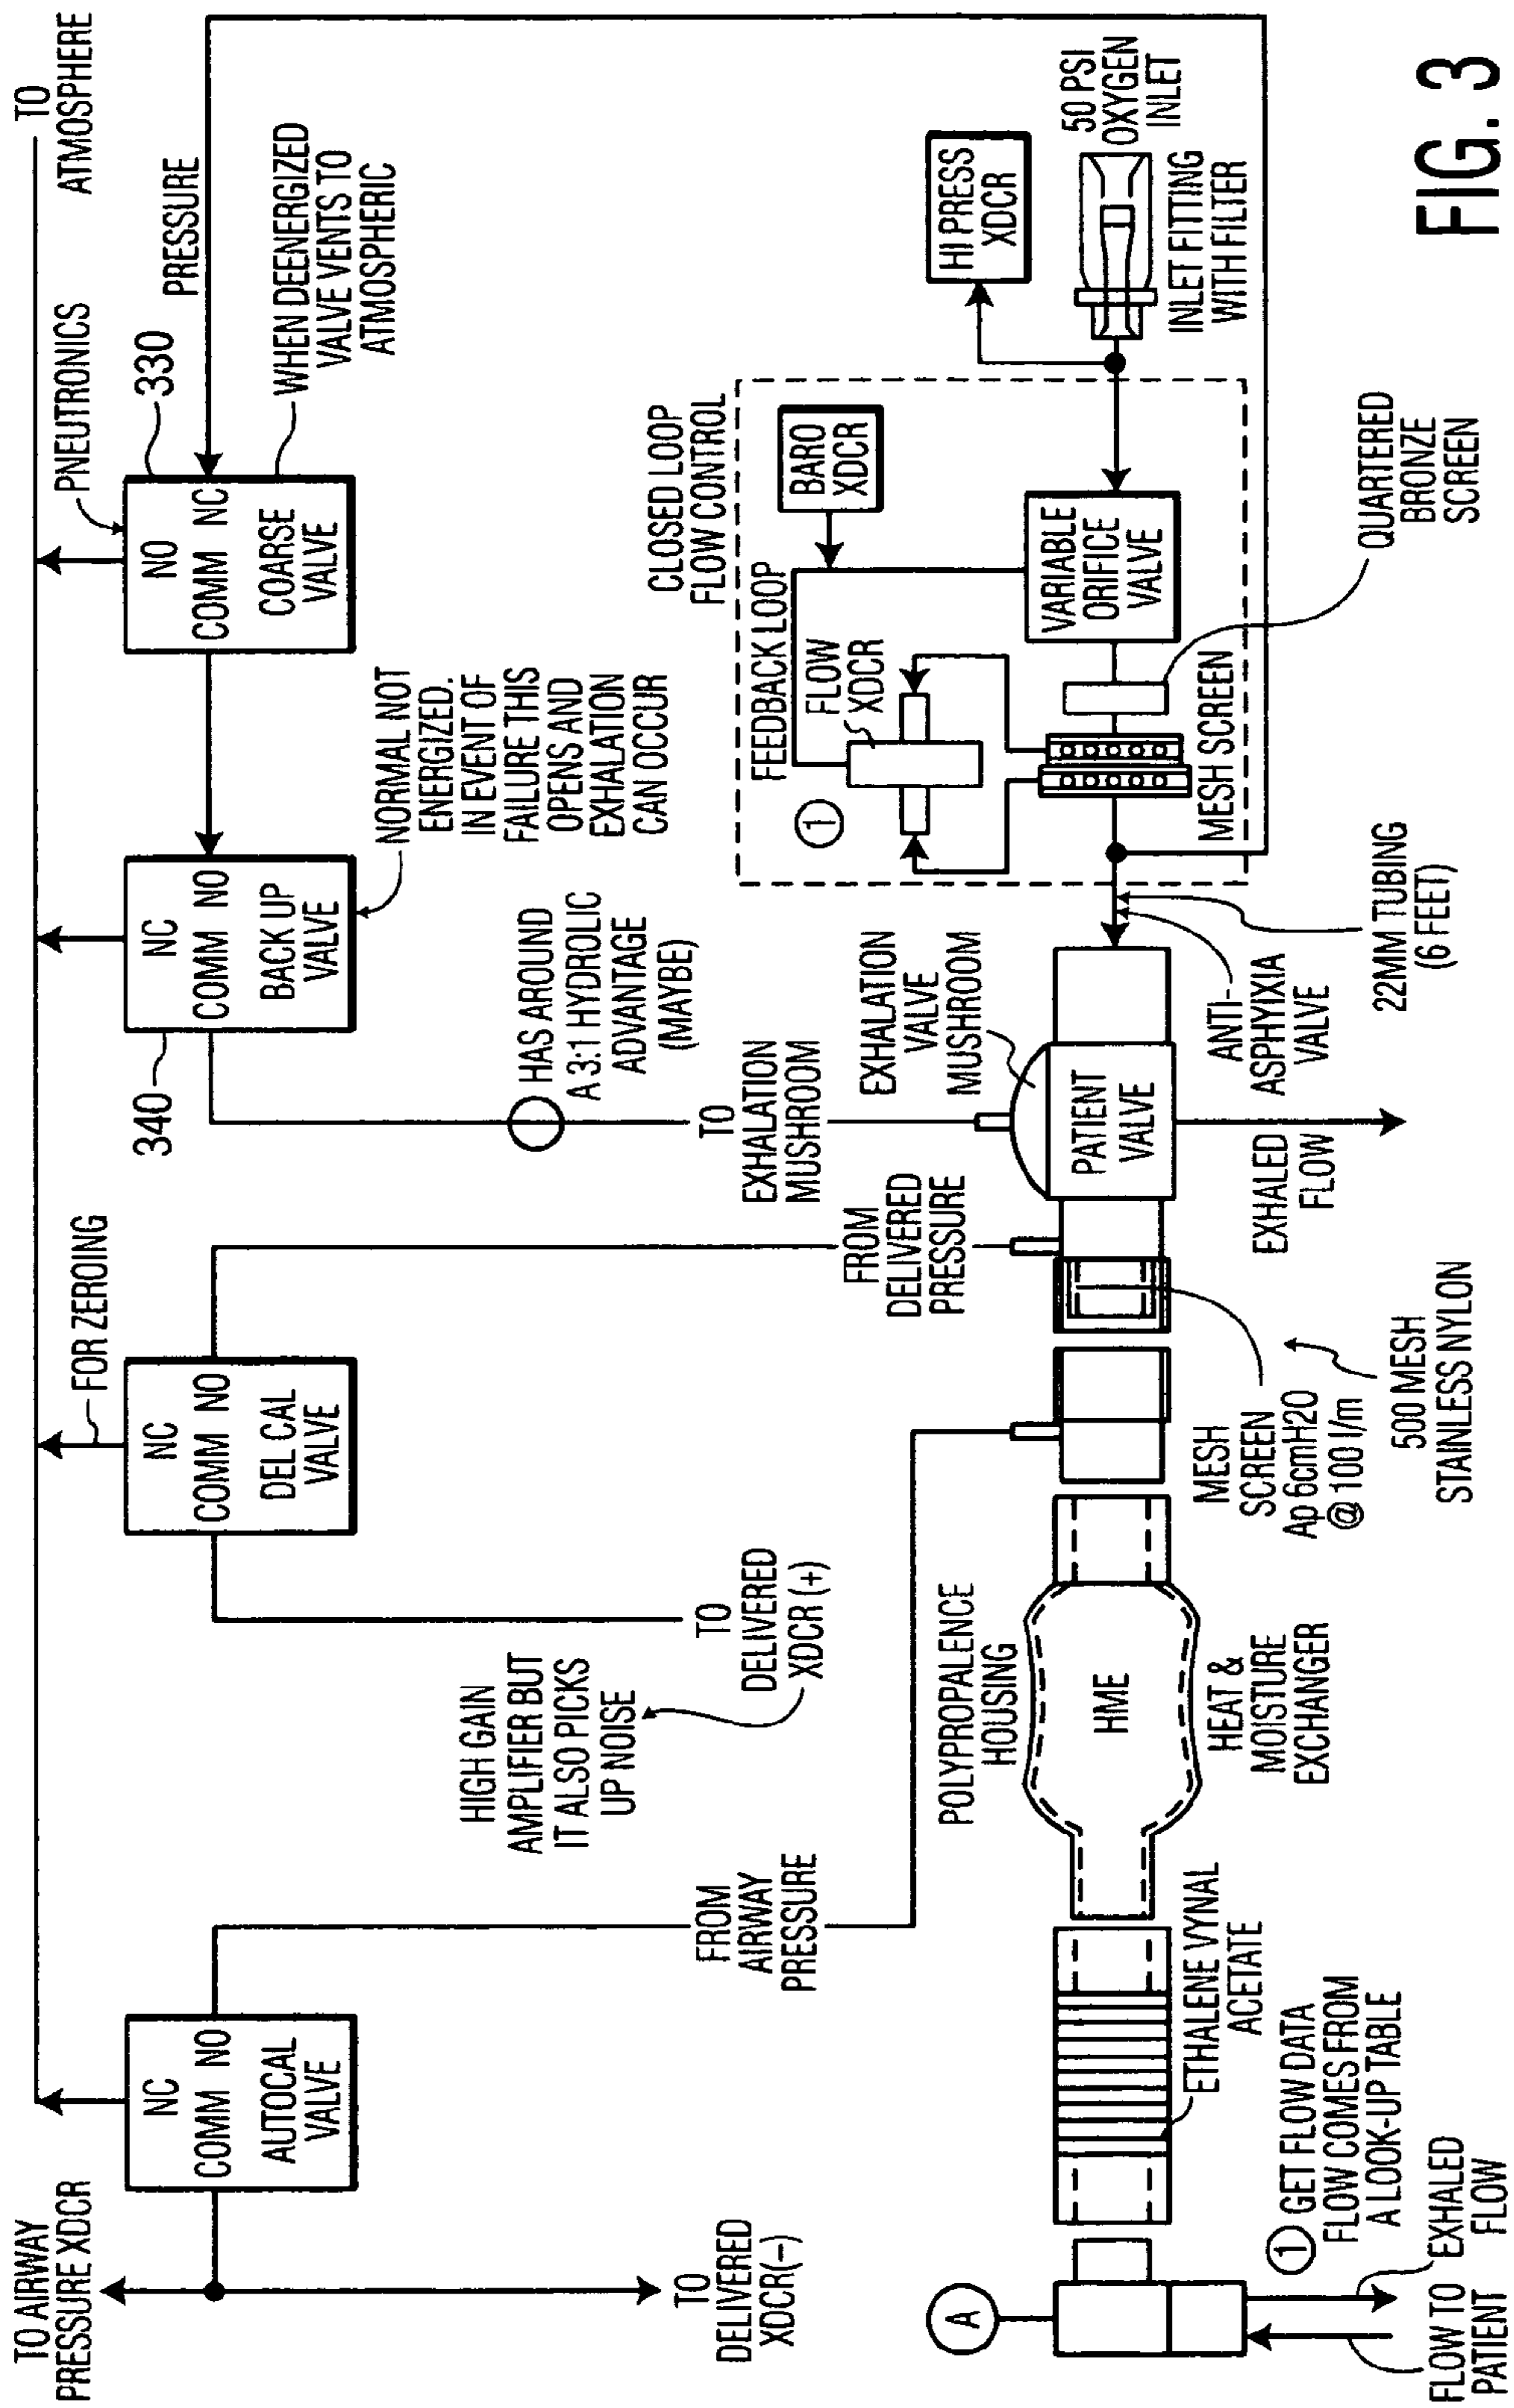 TO AIRWAY
PRESSURE XDCR
TO
DELIVERED
XDCR(–)
NC
COMM NO
AUTOCAL
VALVE
FROM
AIRWAY
PRESSURE
HIGH GAIN
AMPLIFIER BUT
IT ALSO PICKS
UP NOISE
TO
DELIVERED
XDCR (+)
FOR ZEROING
NC
COMM NO
DEL CAL
VALVE
FROM
DELIVERED
PRESSURE
340
NC
COMM NO
BACK UP
VALVE
NORMAL NOT
ENERGIZED.
IN EVENT OF
FAILURE THIS
OPENS AND
EXHALATION
CAN OCCUR
HAS AROUND
A 3:1 HYDROLIC
ADVANTAGE
(MAYBE)
TO
EXHALATION
MUSHROOM
PNEUTRONICS
330
NO
COMM NC
COARSE
VALVE
WHEN DEENERGIZED
VALVE VENTS TO
ATMOSPHERIC
PRESSURE
TO
ATMOSPHERE
A
FLOW TO
PATIENT
EXHALED
FLOW
1 GET FLOW DATA
FLOW COMES FROM
A LOOK-UP TABLE
ETHALENE VYNAL
ACETATE
POLYPROPALENCE
HOUSING
HME
HEAT &
MOISTURE
EXCHANGER
MESH
SCREEN
Ap 6cmH2O
@ 100 l/m
500 MESH
STAINLESS NYLON
EXHALATION
VALVE
MUSHROOM
PATIENT
VALVE
EXHALED
FLOW
ANTI-
ASPHYIXIA
VALVE
22MM TUBING
(6 FEET)
CLOSED LOOP
FLOW CONTROL
FEEDBACK LOOP
1
FLOW
XDCR
BARO
XDCR
MESH SCREEN
VARIABLE
ORIFICE
VALVE
QUARTERED
BRONZE
SCREEN
HI PRESS
XDCR
50 PSI
OXYGEN
INLET
INLET FITTING
WITH FILTER
FIG. 3